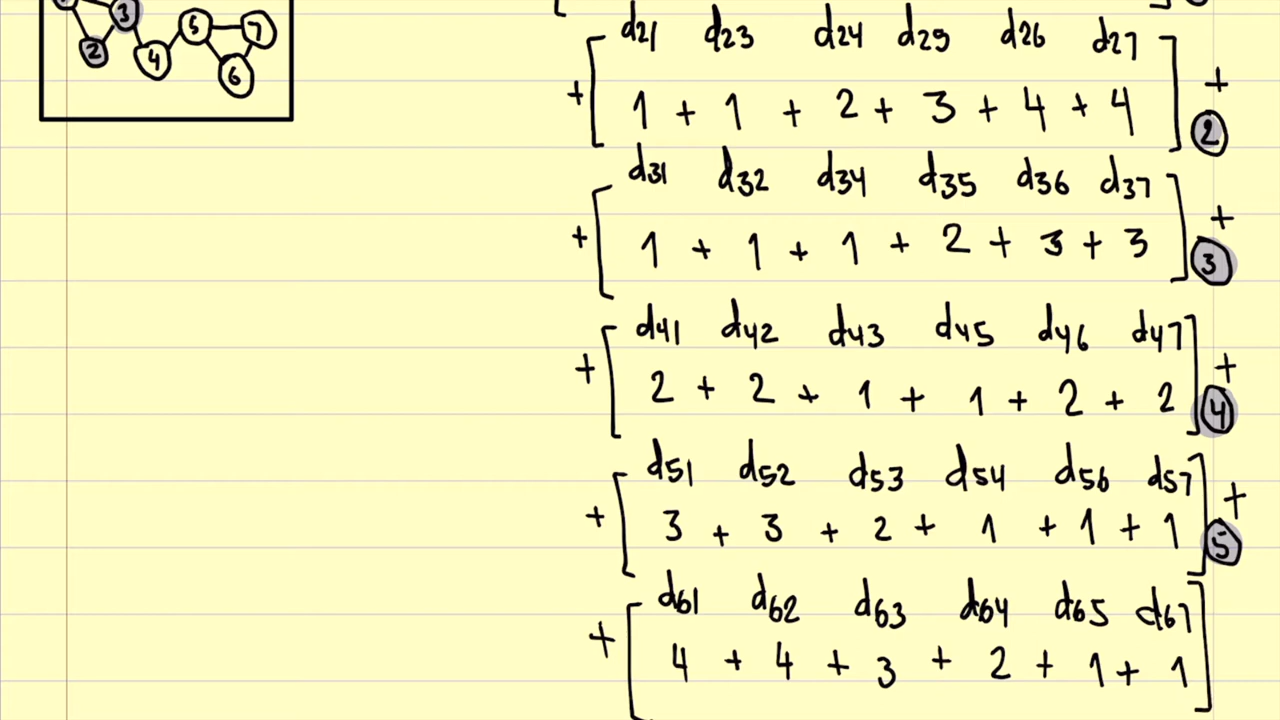 3 5 7
2 4 6
d21 d23 d24 d25 d26 d27
+ [ 1 + 1 + 2 + 3 + 4 + 4 ] + 2
d31 d32 d34 d35 d36 d37
+ [ 1 + 1 + 1 + 2 + 3 + 3 ] + 3
d41 d42 d43 d45 d46 d47
+ [ 2 + 2 + 1 + 1 + 2 + 2 ] + 4
d51 d52 d53 d54 d56 d57
+ [ 3 + 3 + 2 + 1 + 1 + 1 ] + 5
d61 d62 d63 d64 d65 d67
+ [ 4 + 4 + 3 + 2 + 1 + 1 ]